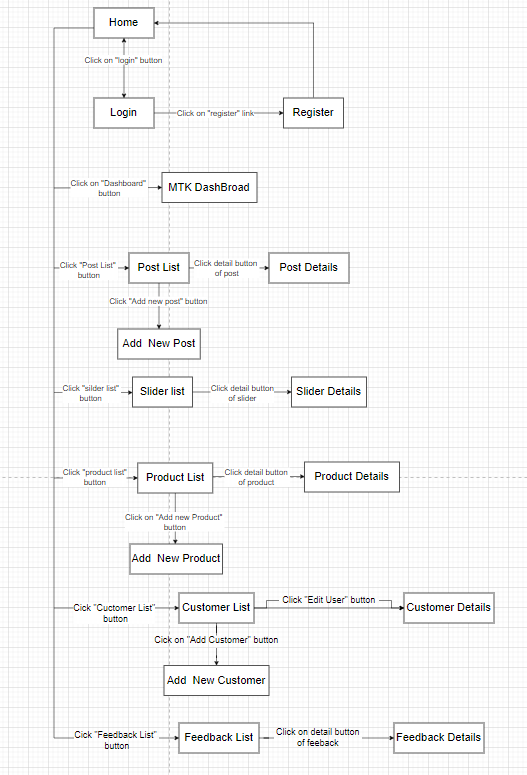 Home
Click on "login" button
Login
Click on "register" link
Register
Click on "Dashboard"
button
MTK DashBroad
Click "Post List"
button
Post List
Click detail button
of post
Post Details
Click "Add new post" button
Add  New Post
Click "silder list"
button
Slider list
Click detail button
of slider
Slider Details
Click "product list"
button
Product List
Click detail button
of product
Product Details
Click on "Add new Product"
button
Add  New Product
Click "Cuctomer List"
button
Customer List
Click "Edit User" button
Customer Details
Cick on "Add Customer" button
Add  New Customer
Cick "Feedback List"
button
Feedback List
Click on detail button
of feeback
Feedback Details